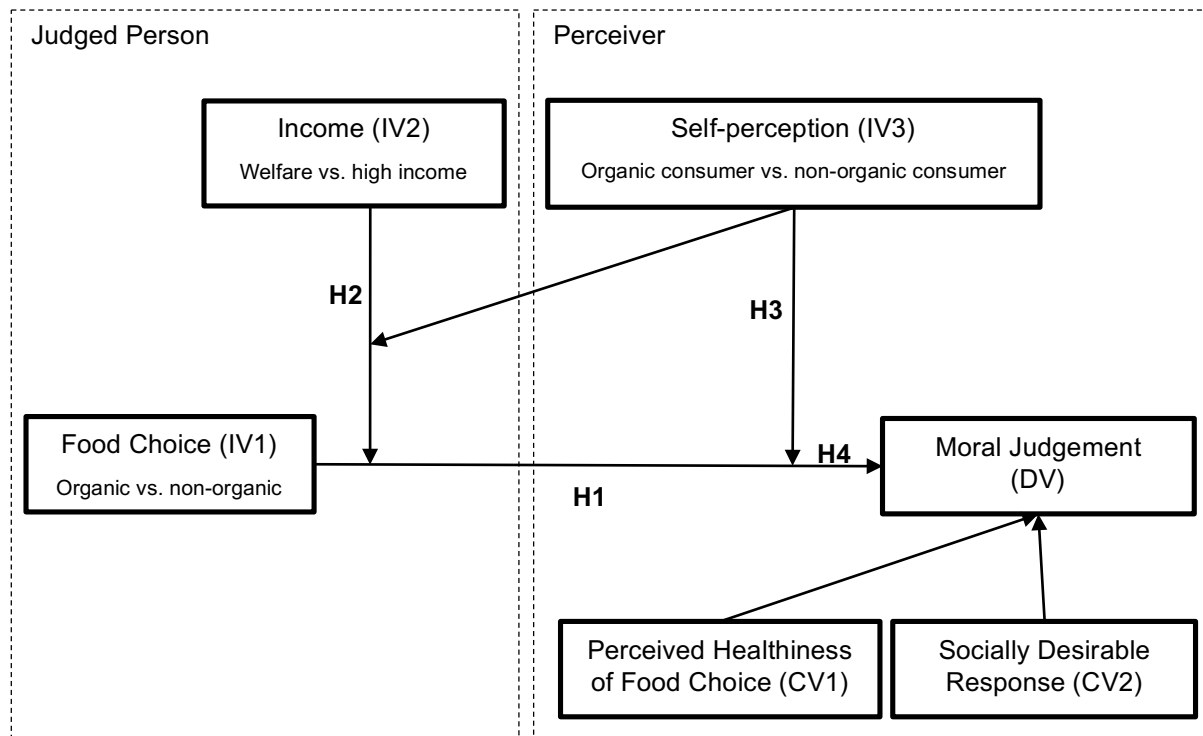 Judged Person
Perceiver
Income (IV2)
Welfare vs. high income
Self-perception (IV3)
Organic consumer vs. non-organic consumer
H2
H3
Food Choice (IV1)
Organic vs. non-organic
H1
H4
Moral Judgement
(DV)
Perceived Healthiness
of Food Choice (CV1)
Socially Desirable
Response (CV2)